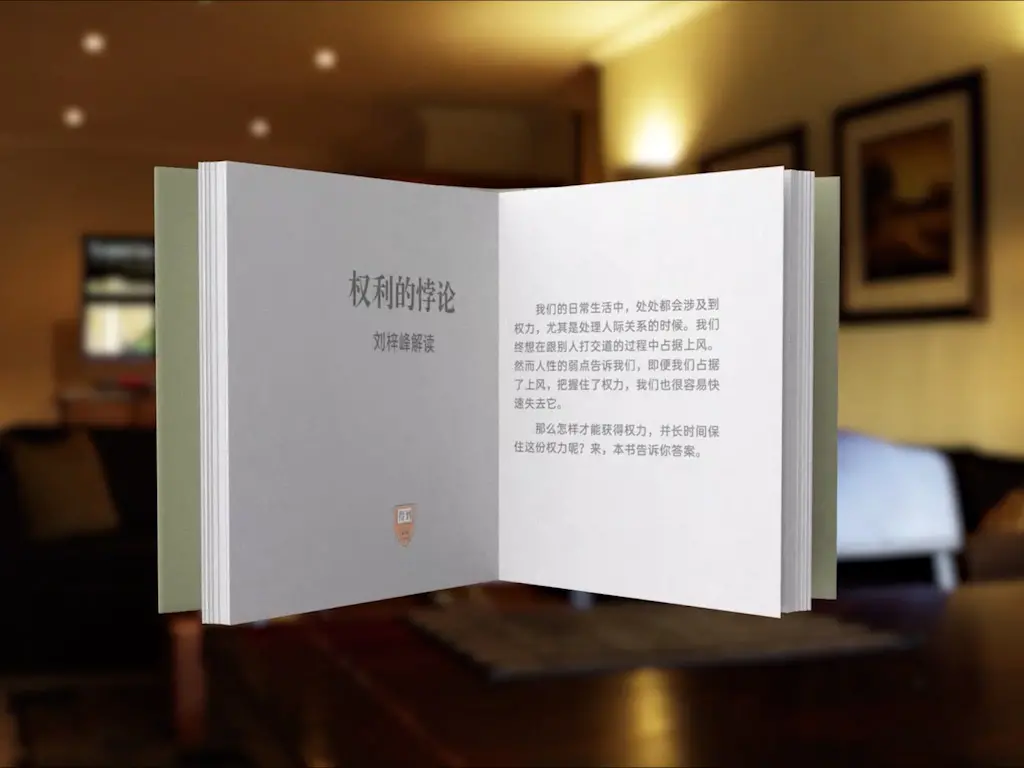 权利的悖论
刘梓峰解读
我们的日常生活中，处处都会涉及到
权力，尤其是处理人际关系的时候。我们
终想在跟别人打交道的过程中占据上风。
然而人性的弱点告诉我们，即便我们占据
了上风，把握住了权力，我们也很容易快
速失去它。
那么怎样才能获得权力，并长时间保
住这份权力呢？来，本书告诉你答案。